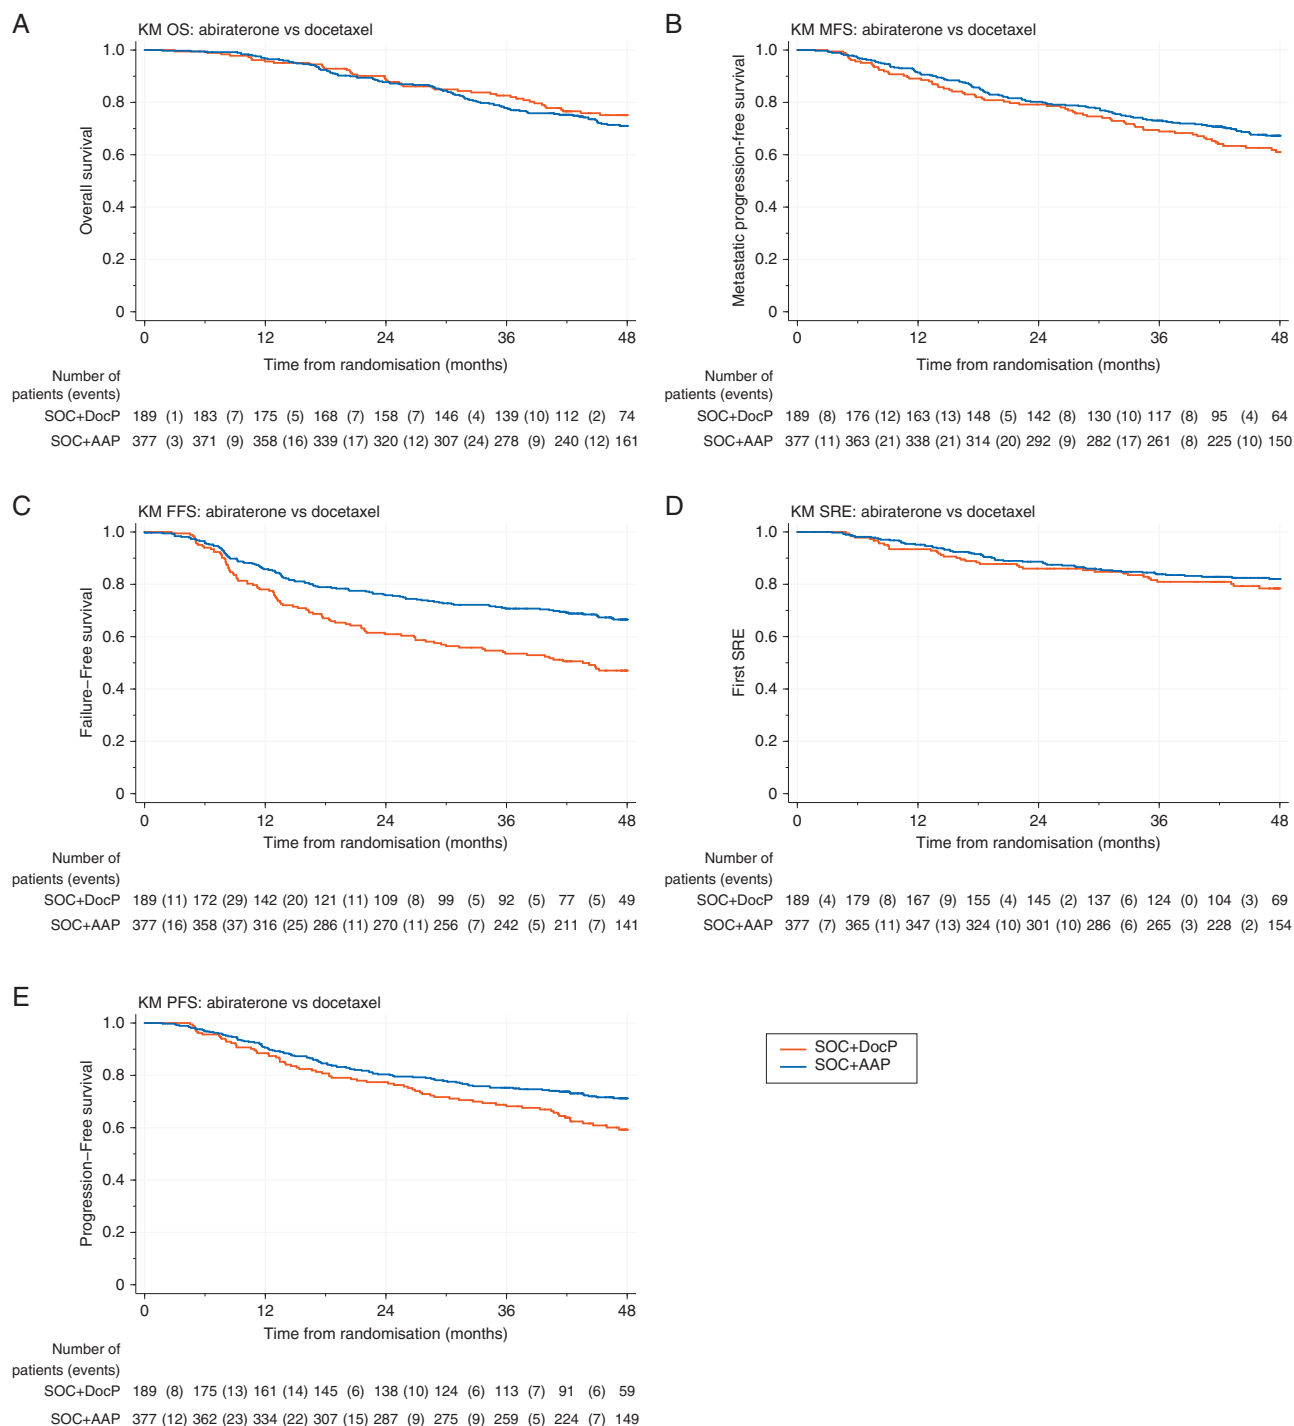 A
KM OS: abiraterone vs docetaxel
1.0
0.8
0.6
0.4
0.2
0
Overall survival
0 12 24 36 48
Time from randomisation (months)
Number of
patients (events)
SOC+DocP 189 (1) 183 (7) 175 (5) 168 (7) 158 (7) 146 (4) 139 (10) 112 (2) 74
SOC+AAP 377 (3) 371 (9) 358 (16) 339 (17) 320 (12) 307 (24) 278 (9) 240 (12) 161
B
KM MFS: abiraterone vs docetaxel
1.0
0.8
0.6
0.4
0.2
0
Metastatic progression-free survival
0 12 24 36 48
Time from randomisation (months)
Number of
patients (events)
SOC+DocP 189 (8) 176 (12) 163 (13) 148 (5) 142 (8) 130 (10) 117 (8) 95 (4) 64
SOC+AAP 377 (11) 363 (21) 338 (21) 314 (20) 292 (9) 282 (17) 261 (8) 225 (10) 150
C
KM FFS: abiraterone vs docetaxel
1.0
0.8
0.6
0.4
0.2
0
Failure–Free survival
0 12 24 36 48
Time from randomisation (months)
Number of
patients (events)
SOC+DocP 189 (11) 172 (29) 142 (20) 121 (11) 109 (8) 99 (5) 92 (5) 77 (5) 49
SOC+AAP 377 (16) 358 (37) 316 (25) 286 (11) 270 (11) 256 (7) 242 (5) 211 (7) 141
D
KM SRE: abiraterone vs docetaxel
1.0
0.8
0.6
0.4
0.2
0
First SRE
0 12 24 36 48
Time from randomisation (months)
Number of
patients (events)
SOC+DocP 189 (4) 179 (8) 167 (9) 155 (4) 145 (2) 137 (6) 124 (0) 104 (3) 69
SOC+AAP 377 (7) 365 (11) 347 (13) 324 (10) 301 (10) 286 (6) 265 (3) 228 (2) 154
E
KM PFS: abiraterone vs docetaxel
1.0
0.8
0.6
0.4
0.2
0
Progression–Free survival
0 12 24 36 48
Time from randomisation (months)
Number of
patients (events)
SOC+DocP 189 (8) 175 (13) 161 (14) 145 (6) 138 (10) 124 (6) 113 (7) 91 (6) 59
SOC+AAP 377 (12) 362 (23) 334 (22) 307 (15) 287 (9) 275 (9) 259 (5) 224 (7) 149
SOC+DocP
SOC+AAP